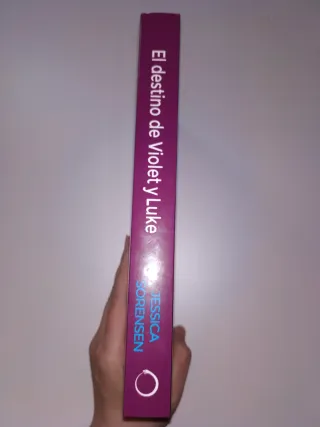 El destino de Violet y Luke
JESSICA
SORENSEN